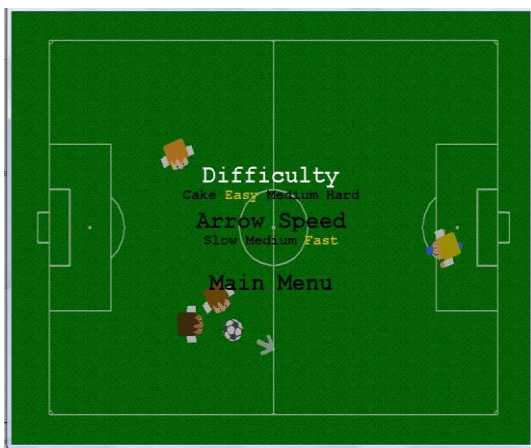 Difficulty
Cake Easy Medium Hard
Arrow Speed
Slow Medium Fast
Main Menu